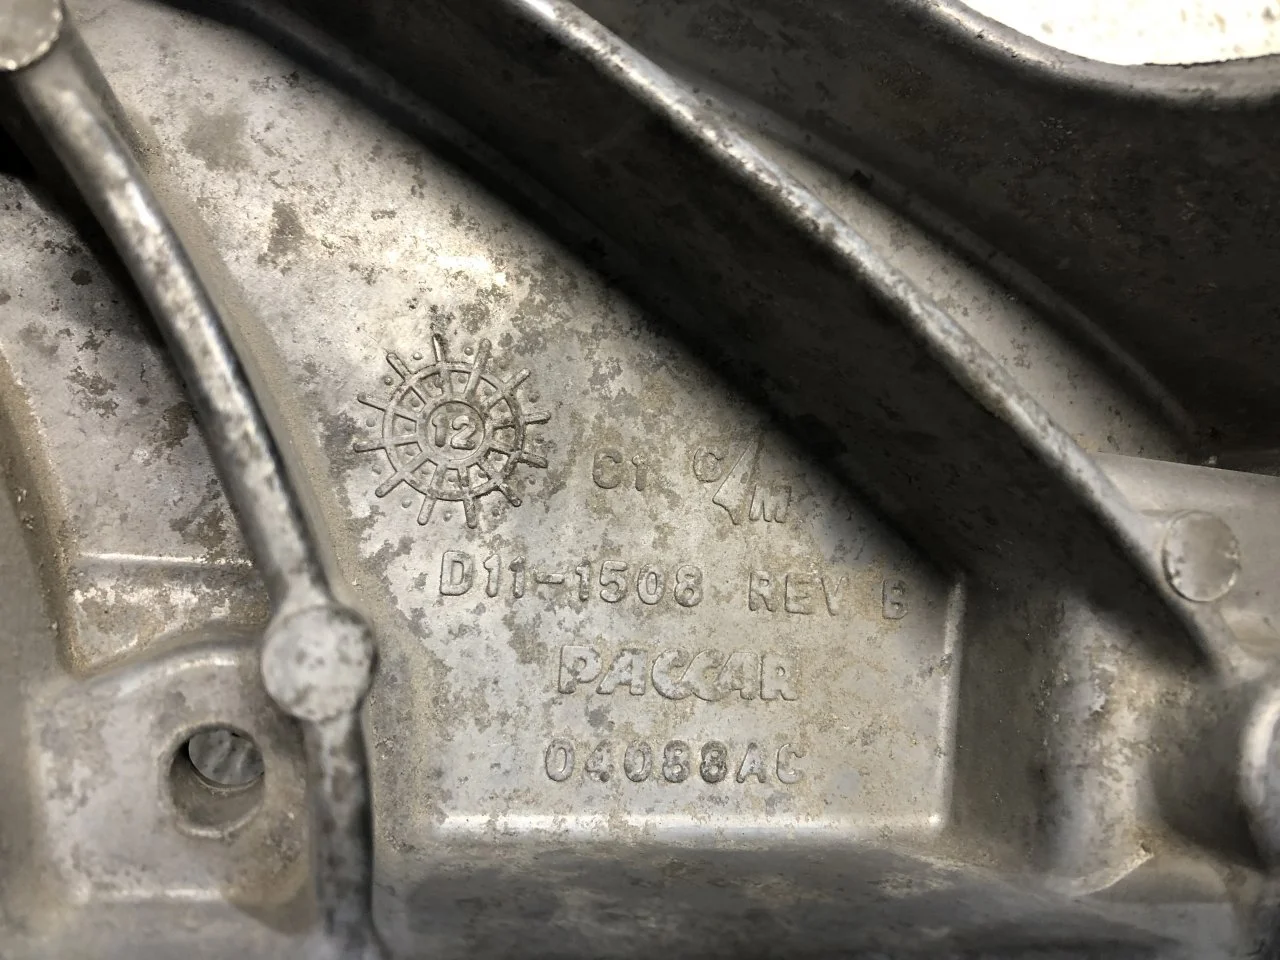 12
C1 C/M
D11-1508 REV B
PACCAR
04088AC